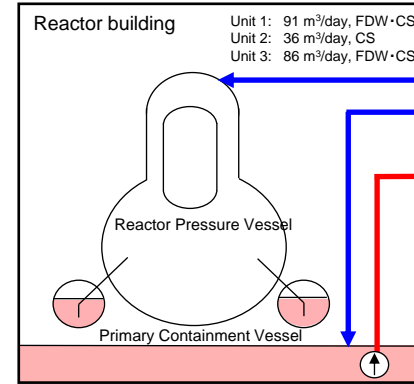 Reactor building
Unit 1: 91 m³/day, FDW･CS
Unit 2: 36 m³/day, CS
Unit 3: 86 m³/day, FDW･CS
Reactor Pressure Vessel
Primary Containment Vessel